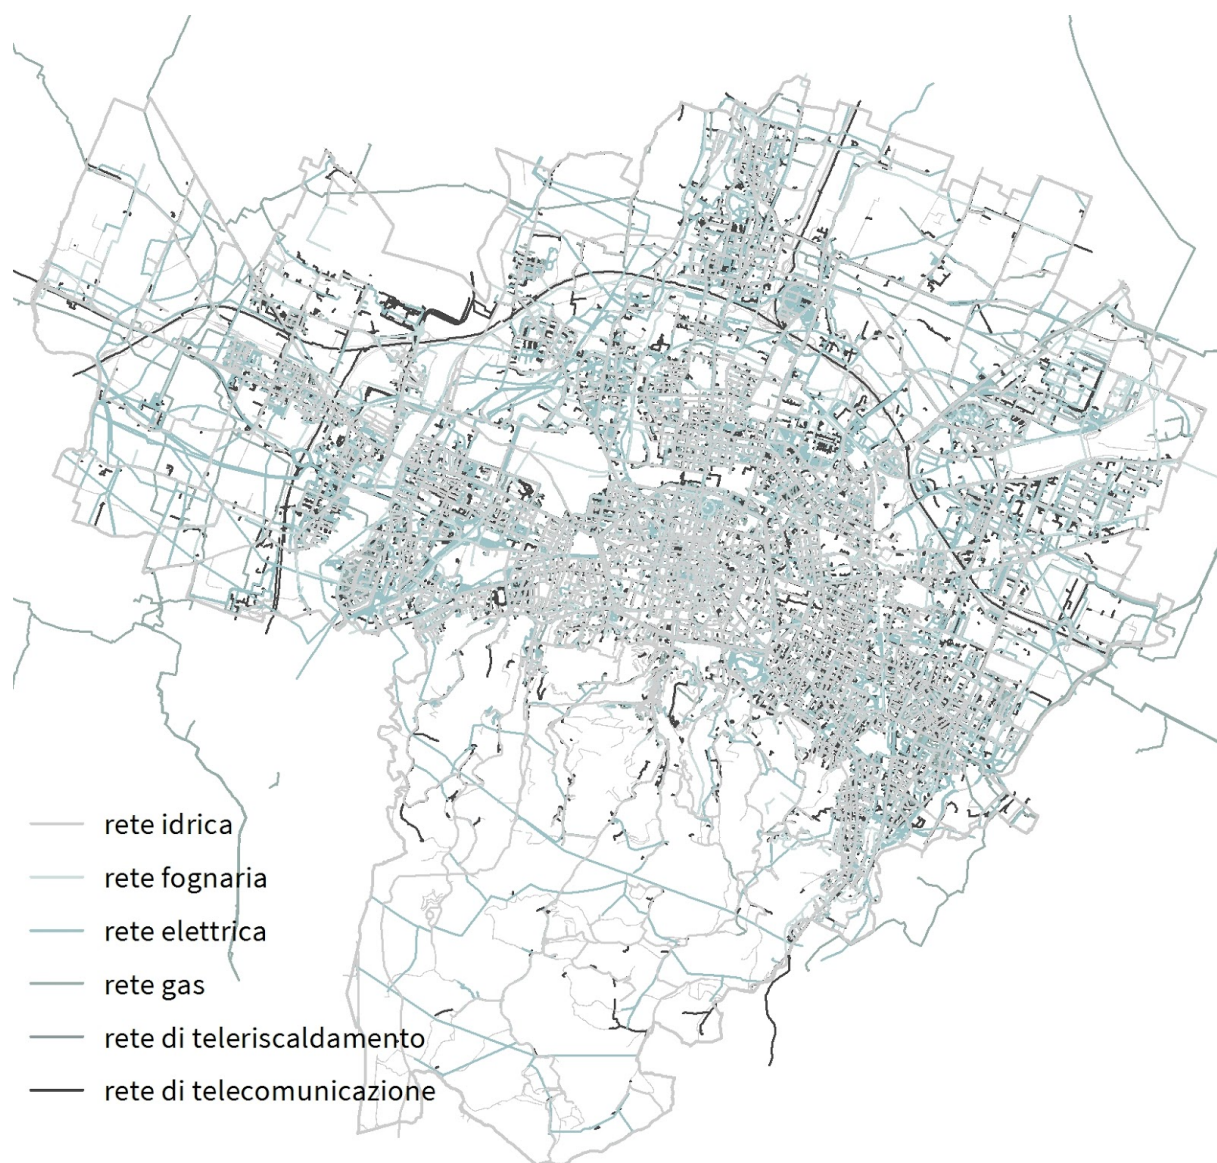 rete idrica
rete fognaria
rete elettrica
rete gas
rete di teleriscaldamento
rete di telecomunicazione